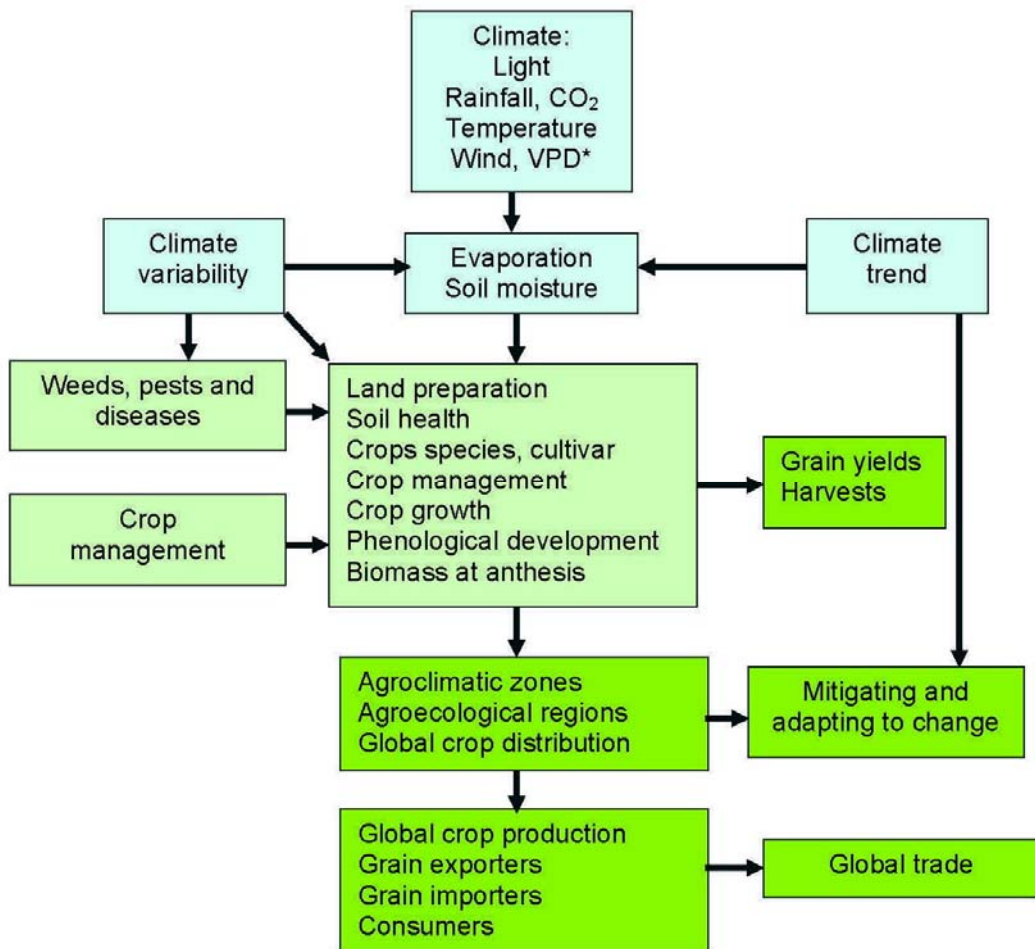 Climate:
Light
Rainfall, CO₂
Temperature
Wind, VPD*
Climate
variability
Evaporation
Soil moisture
Climate
trend
Weeds, pests and
diseases
Land preparation
Soil health
Crops species, cultivar
Crop management
Crop growth
Phenological development
Biomass at anthesis
Grain yields
Harvests
Crop
management
Agroclimatic zones
Agroecological regions
Global crop distribution
Mitigating and
adapting to change
Global crop production
Grain exporters
Grain importers
Consumers
Global trade